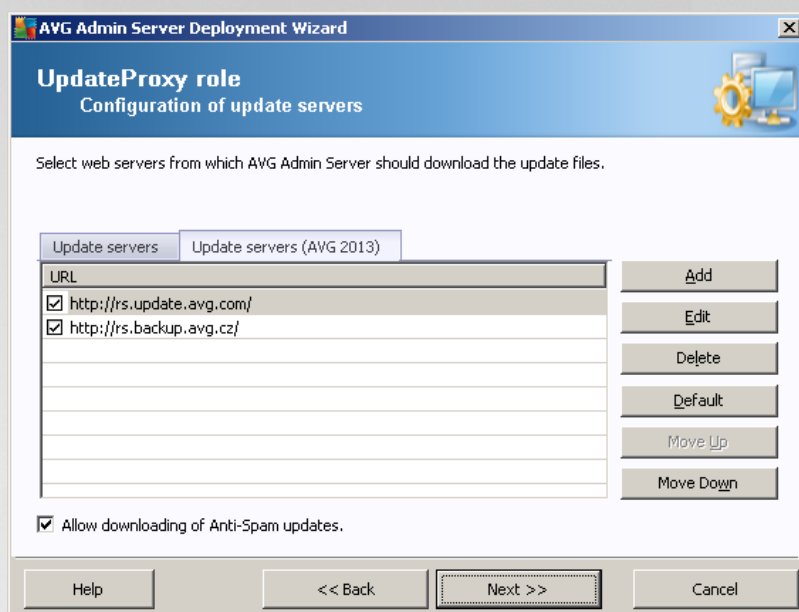 AVG Admin Server Deployment Wizard
UpdateProxy role
Configuration of update servers
Select web servers from which AVG Admin Server should download the update files.
Update servers
Update servers (AVG 2013)
URL
http://rs.update.avg.com/
http://rs.backup.avg.cz/
Add
Edit
Delete
Default
Move Up
Move Down
Allow downloading of Anti-Spam updates.
Help
<< Back
Next >>
Cancel